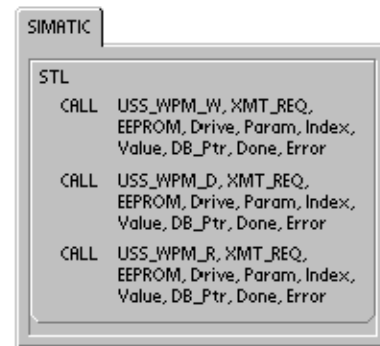 SIMATIC
STL
CALL USS_WPM_W, XMT_REQ,
EEPROM, Drive, Param, Index,
Value, DB_Ptr, Done, Error
CALL USS_WPM_D, XMT_REQ,
EEPROM, Drive, Param, Index,
Value, DB_Ptr, Done, Error
CALL USS_WPM_R, XMT_REQ,
EEPROM, Drive, Param, Index,
Value, DB_Ptr, Done, Error